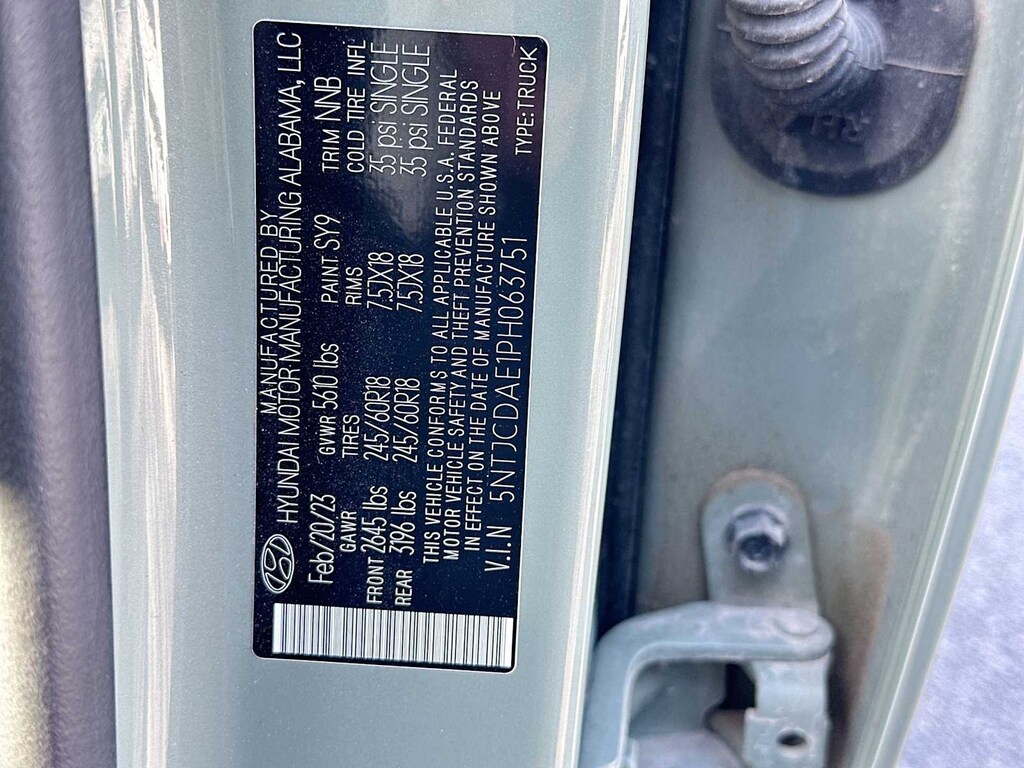 MANUFACTURED BY
HYUNDAI MOTOR MANUFACTURING ALABAMA, LLC
Feb/20/23 GVWR 5610 lbs PAINT SY9 TRIM NNB
GAWR TIRES RIMS COLD TIRE INFL
FRONT 2645 lbs 245/60R18 7.5JX18 35 psi SINGLE
REAR 3196 lbs 245/60R18 7.5JX18 35 psi SINGLE
THIS VEHICLE CONFORMS TO ALL APPLICABLE U.S.A. FEDERAL
MOTOR VEHICLE SAFETY AND THEFT PREVENTION STANDARDS
IN EFFECT ON THE DATE OF MANUFACTURE SHOWN ABOVE
V.I.N 5NTJCDAE1PH063751 TYPE:TRUCK
RH